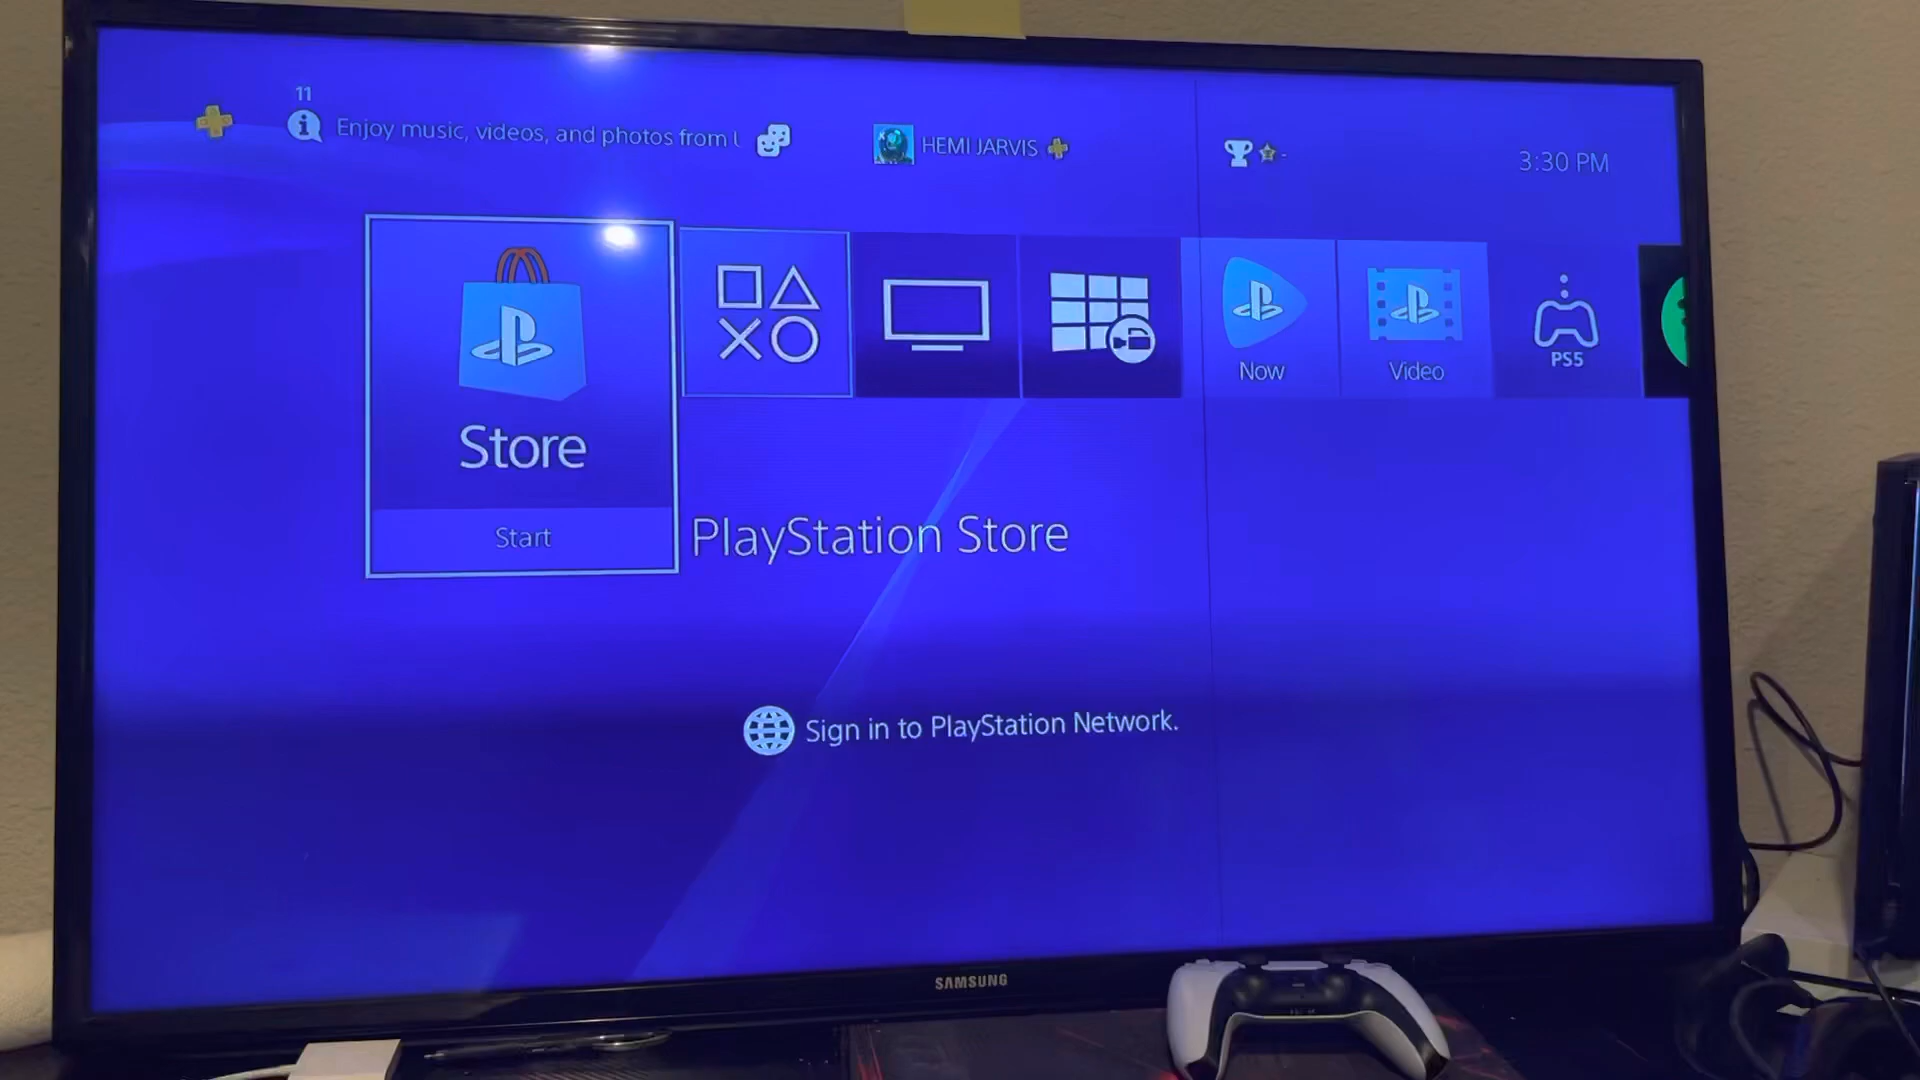 11
Enjoy music, videos, and photos from
HEMI JARVIS
-
3:30 PM
Store
Start
Now
Video
PS5
PlayStation Store
Sign in to PlayStation Network.
SAMSUNG